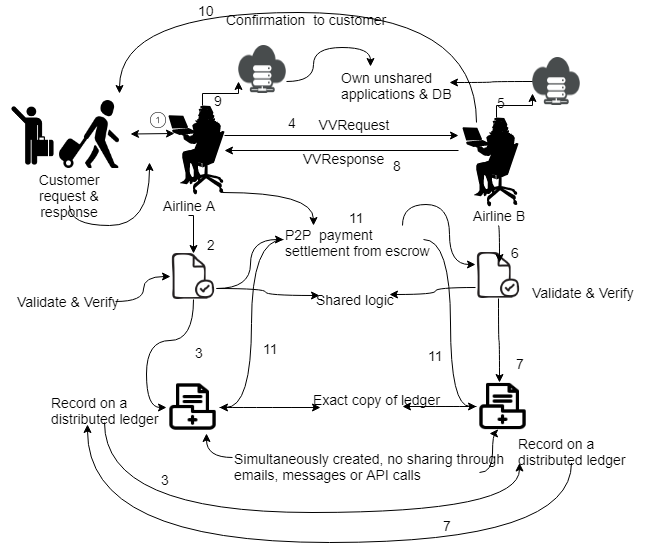 10
Confirmation to customer
Own unshared
applications & DB
9
5
1
4
VVRequest
VVResponse
8
Customer
request &
response
Airline A
Airline B
11
P2P payment
settlement from escrow
2
6
Validate & Verify
Shared logic
Validate & Verify
3
11
11
7
Record on a
distributed ledger
Exact copy of ledger
Record on a
distributed ledger
Simultaneously created, no sharing through
emails, messages or API calls
3
7